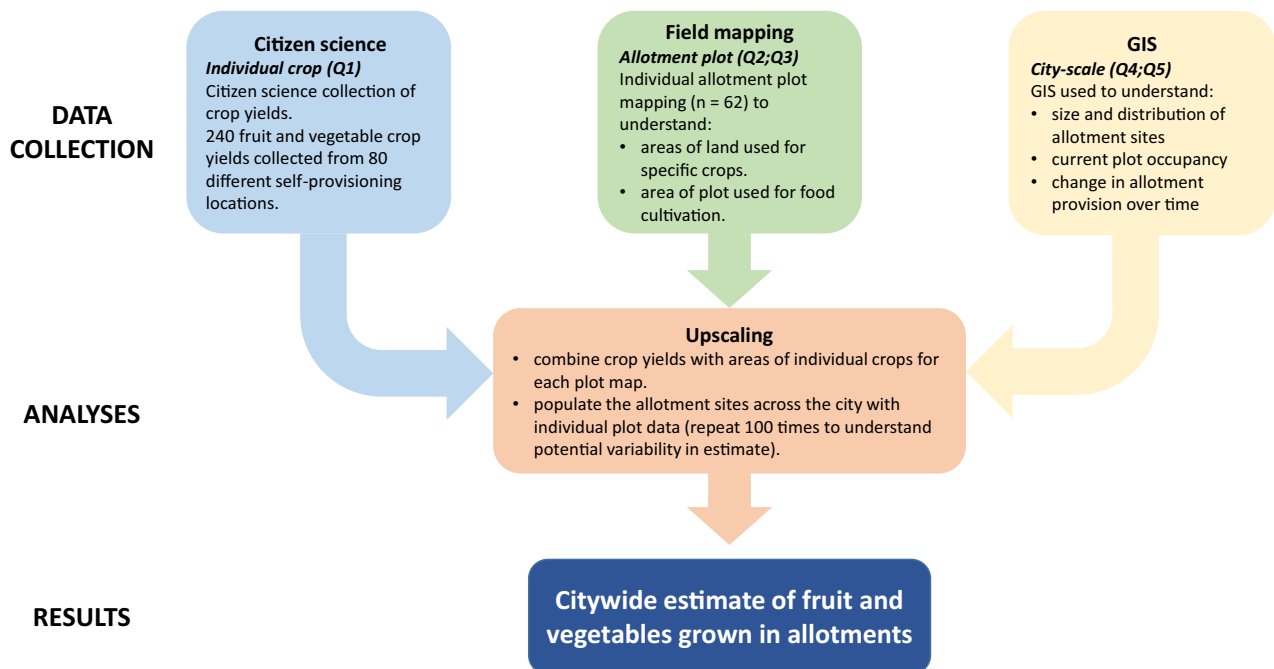 DATA
COLLECTION
Citizen science
Individual crop (Q1)
Citizen science collection of
crop yields.
240 fruit and vegetable crop
yields collected from 80
different self-provisioning
locations.
Field mapping
Allotment plot (Q2;Q3)
Individual allotment plot
mapping (n = 62) to
understand:
• areas of land used for
specific crops.
• area of plot used for food
cultivation.
GIS
City-scale (Q4;Q5)
GIS used to understand:
• size and distribution of
allotment sites
• current plot occupancy
• change in allotment
provision over time
ANALYSES
Upscaling
• combine crop yields with areas of individual crops for
each plot map.
• populate the allotment sites across the city with
individual plot data (repeat 100 times to understand
potential variability in estimate).
RESULTS
Citywide estimate of fruit and
vegetables grown in allotments